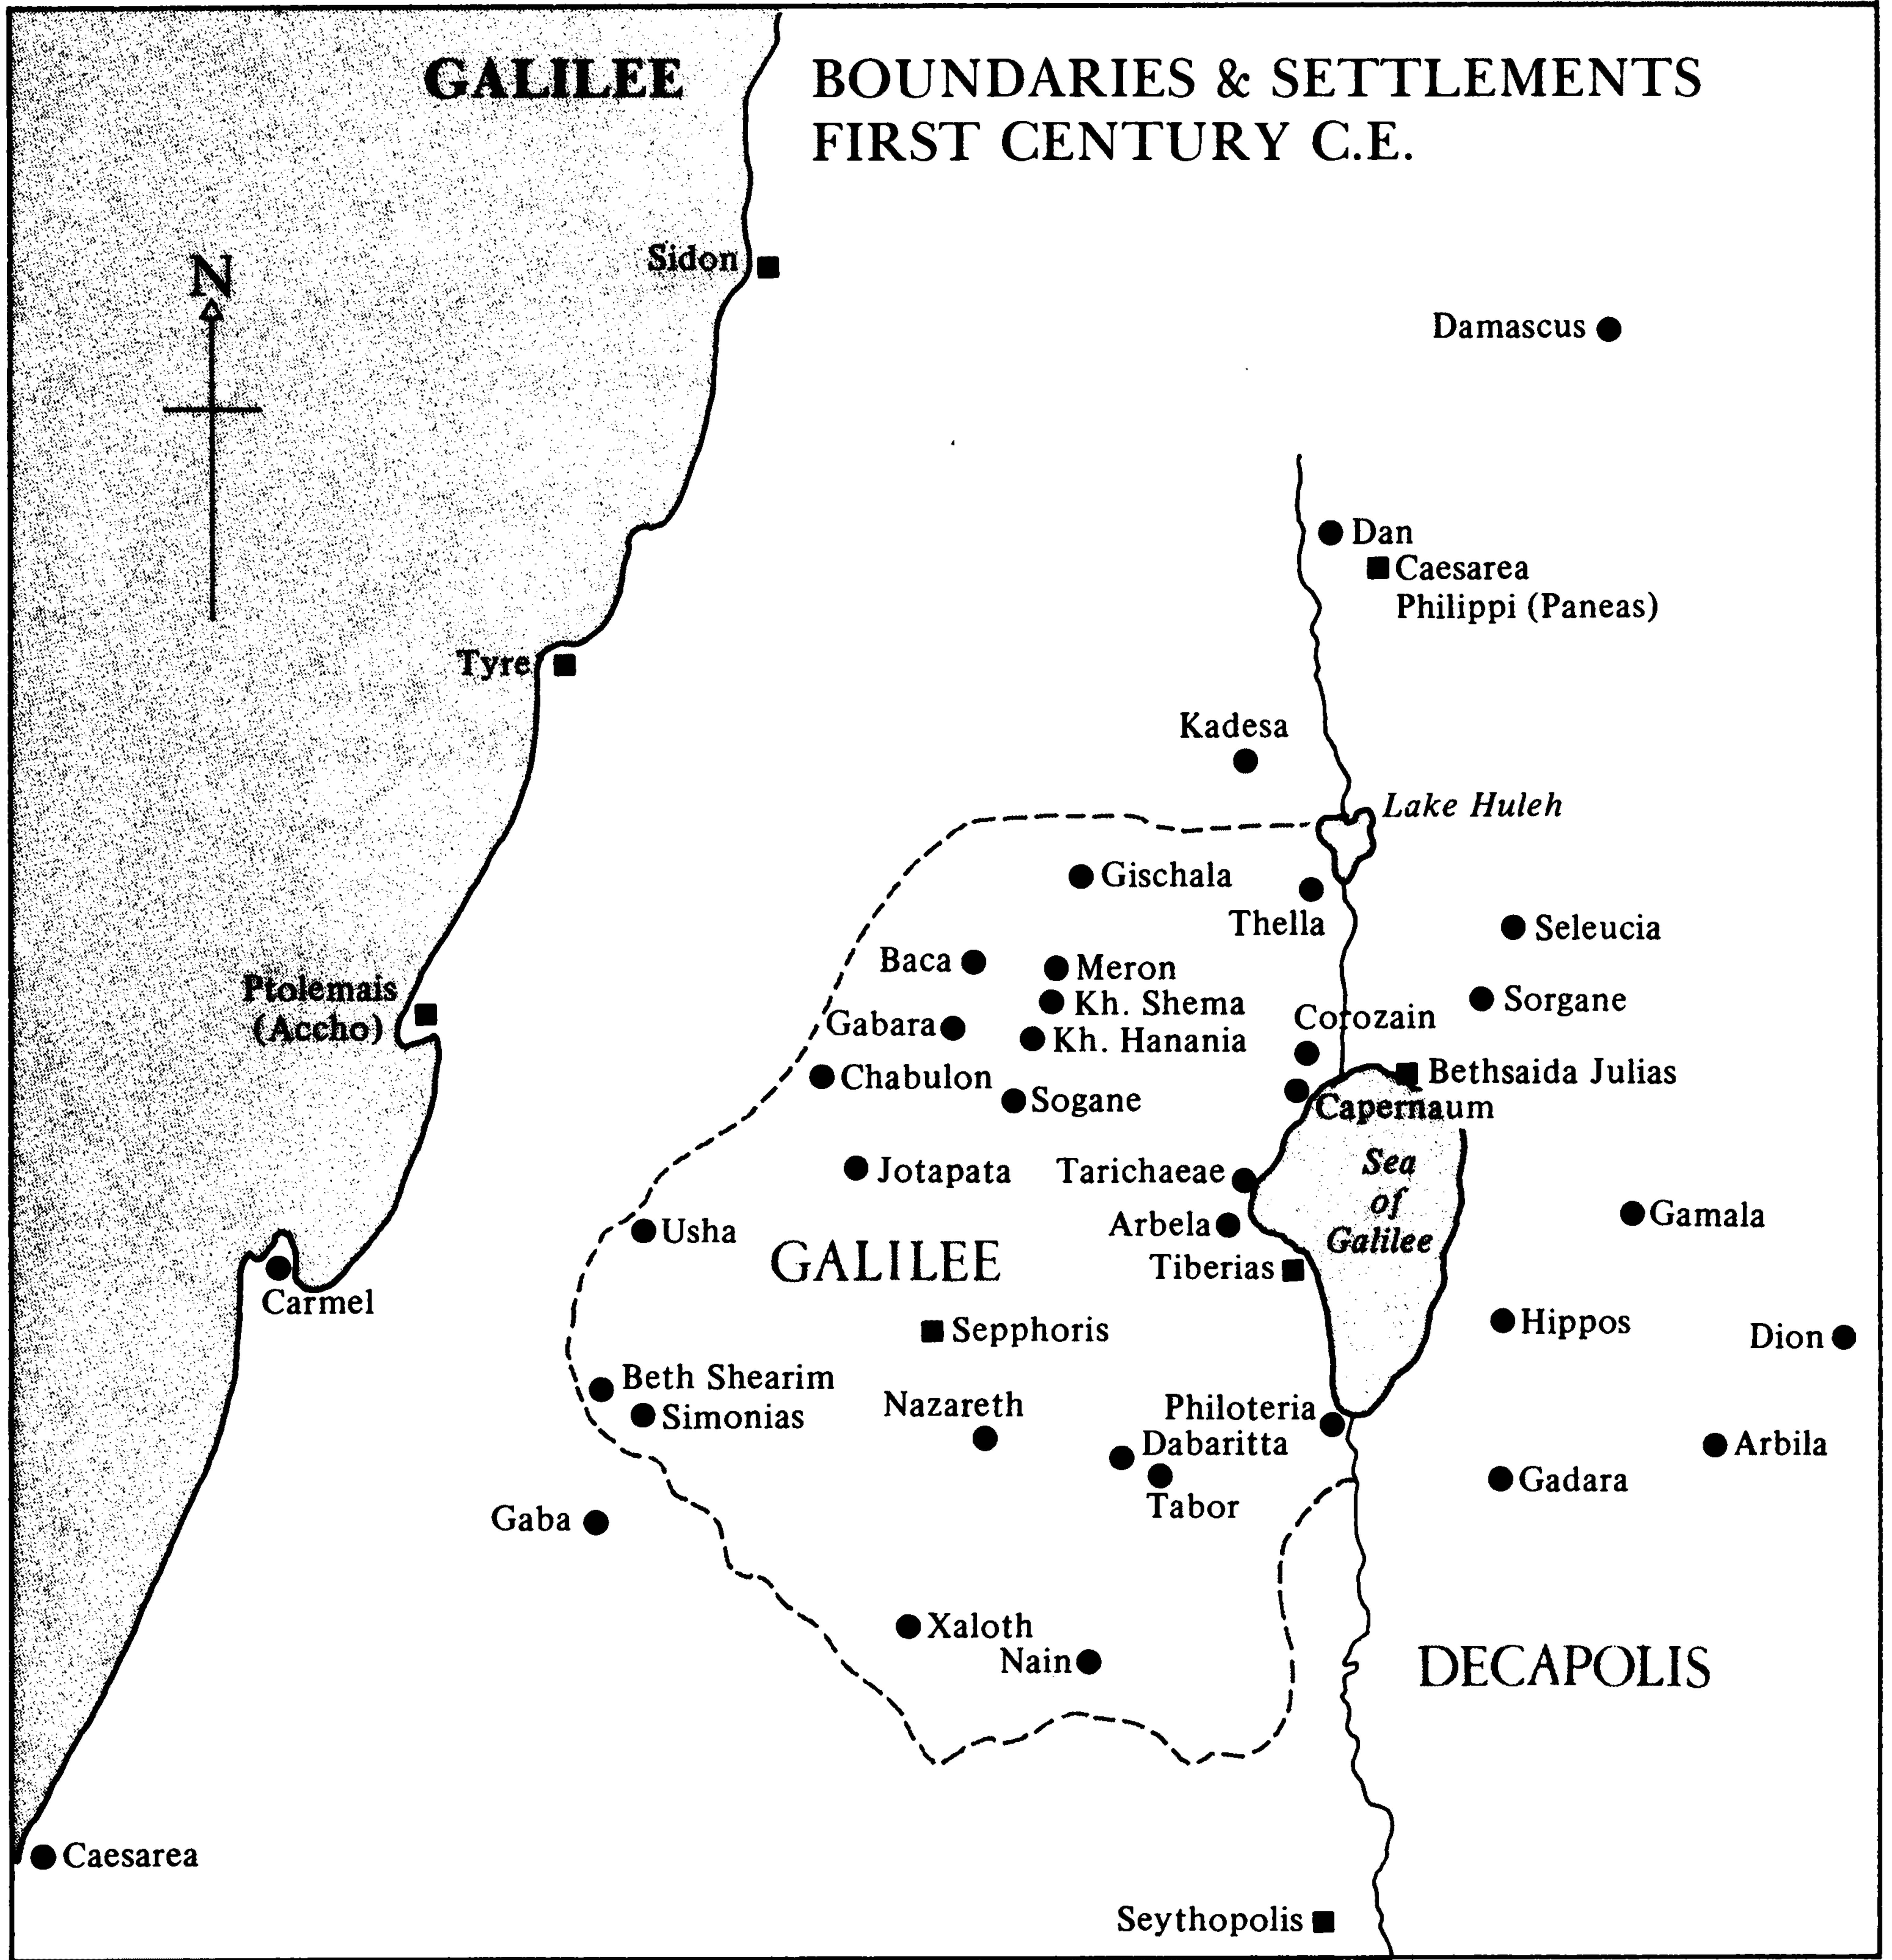 GALILEE
BOUNDARIES & SETTLEMENTS
FIRST CENTURY C.E.
N
Sidon
Damascus
Dan
Caesarea
Philippi (Paneas)
Tyre
Kadesa
Lake Huleh
Gischala
Thella
Seleucia
Baca
Meron
Ptolemais
(Accho)
Kh. Shema
Sorgane
Gabara
Kh. Hanania
Corozain
Chabulon
Bethsaida Julias
Sogane
Capernaum
Jotapata
Tarichaeae
Sea
of
Galilee
Usha
Arbela
Gamala
GALILEE
Tiberias
Carmel
Sepphoris
Hippos
Dion
Beth Shearim
Simonias
Nazareth
Philoteria
Dabaritta
Arbila
Tabor
Gadara
Gaba
Xaloth
Nain
DECAPOLIS
Caesarea
Seythopolis